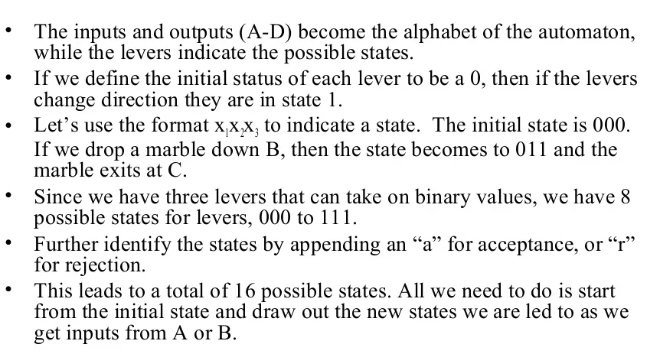 • The inputs and outputs (A-D) become the alphabet of the automaton,
while the levers indicate the possible states.
• If we define the initial status of each lever to be a 0, then if the levers
change direction they are in state 1.
• Let's use the format x₁x₂x₃ to indicate a state. The initial state is 000.
If we drop a marble down B, then the state becomes to 011 and the
marble exits at C.
• Since we have three levers that can take on binary values, we have 8
possible states for levers, 000 to 111.
• Further identify the states by appending an “a” for acceptance, or “r”
for rejection.
• This leads to a total of 16 possible states. All we need to do is start
from the initial state and draw out the new states we are led to as we
get inputs from A or B.